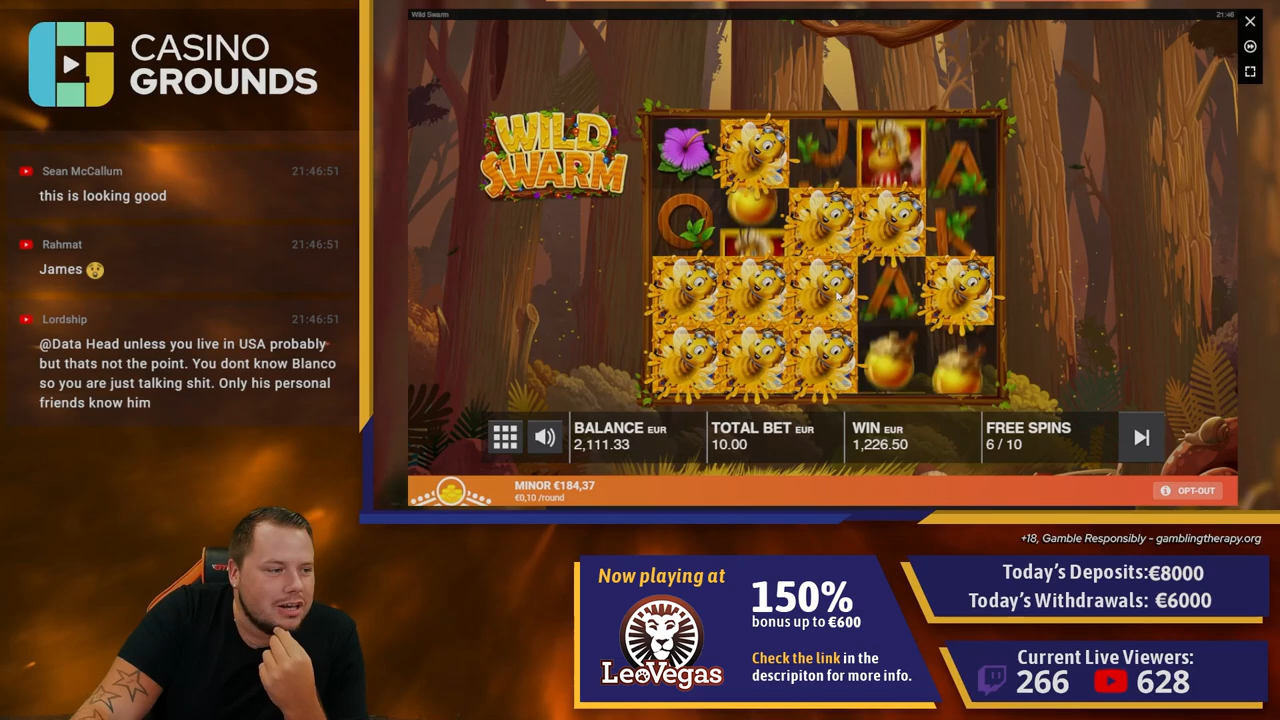 CASINO
GROUNDS
Sean McCallum 21:46:51
this is looking good
Rahmat 21:46:51
James
Lordship 21:46:51
@Data Head unless you live in USA probably
but thats not the point. You dont know Blanco
so you are just talking shit. Only his personal
friends know him
Wild Swarm 21:46
WILD
SWARM
J
A
Q
K
A
BALANCE EUR
2,111.33
TOTAL BET EUR
10.00
WIN EUR
1,226.50
FREE SPINS
6 / 10
MINOR €184,37
€0,10 /round
OPT-OUT
+18, Gamble Responsibly - gamblingtherapy.org
Now playing at
LeoVegas
150%
bonus up to €600
Check the link in the
descripiton for more info.
Today's Deposits:€8000
Today's Withdrawals: €6000
Current Live Viewers:
266 628